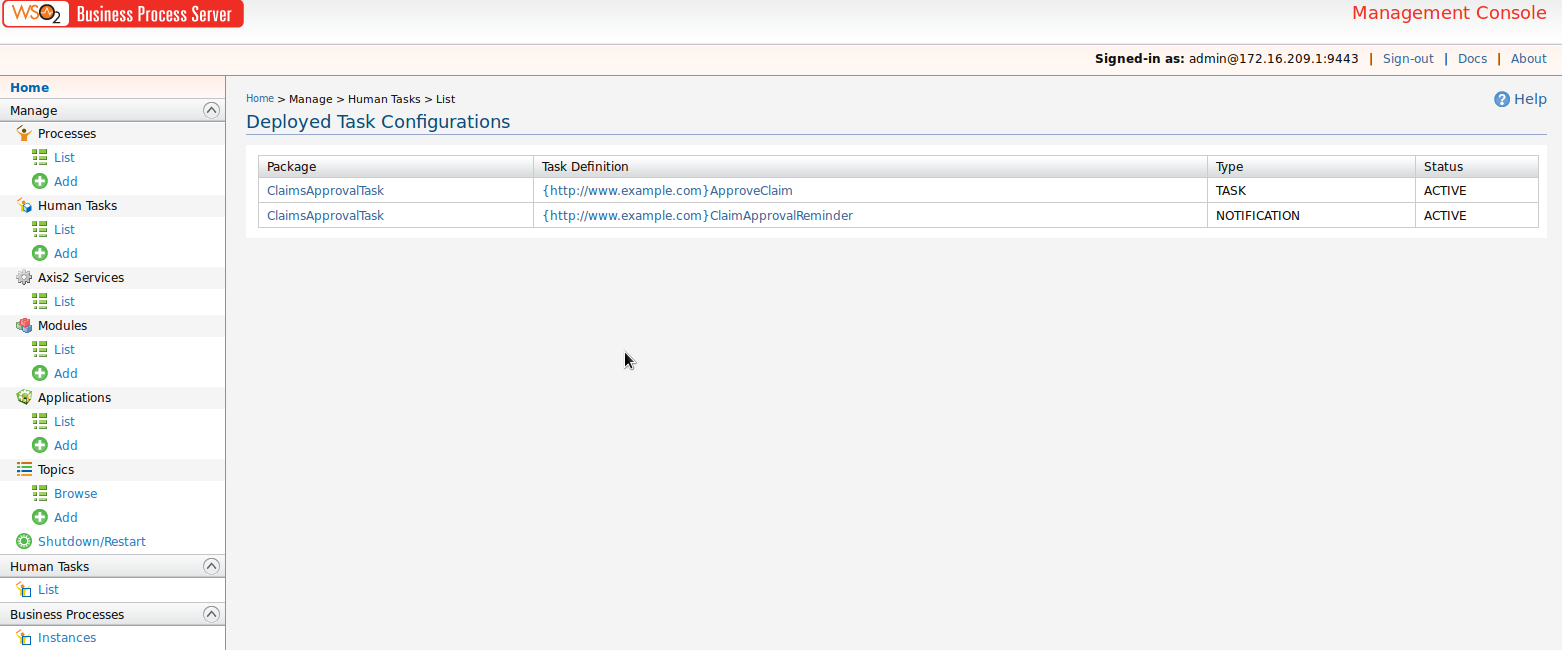 WSO2 Business Process Server
Management Console
Signed-in as: admin@172.16.209.1:9443 | Sign-out | Docs | About
Home
Manage
Processes
List
Add
Human Tasks
List
Add
Axis2 Services
List
Modules
List
Add
Applications
List
Add
Topics
Browse
Add
Shutdown/Restart
Human Tasks
List
Business Processes
Instances
Home > Manage > Human Tasks > List
Help
Deployed Task Configurations
Package Task Definition Type Status
ClaimsApprovalTask {http://www.example.com}ApproveClaim TASK ACTIVE
ClaimsApprovalTask {http://www.example.com}ClaimApprovalReminder NOTIFICATION ACTIVE